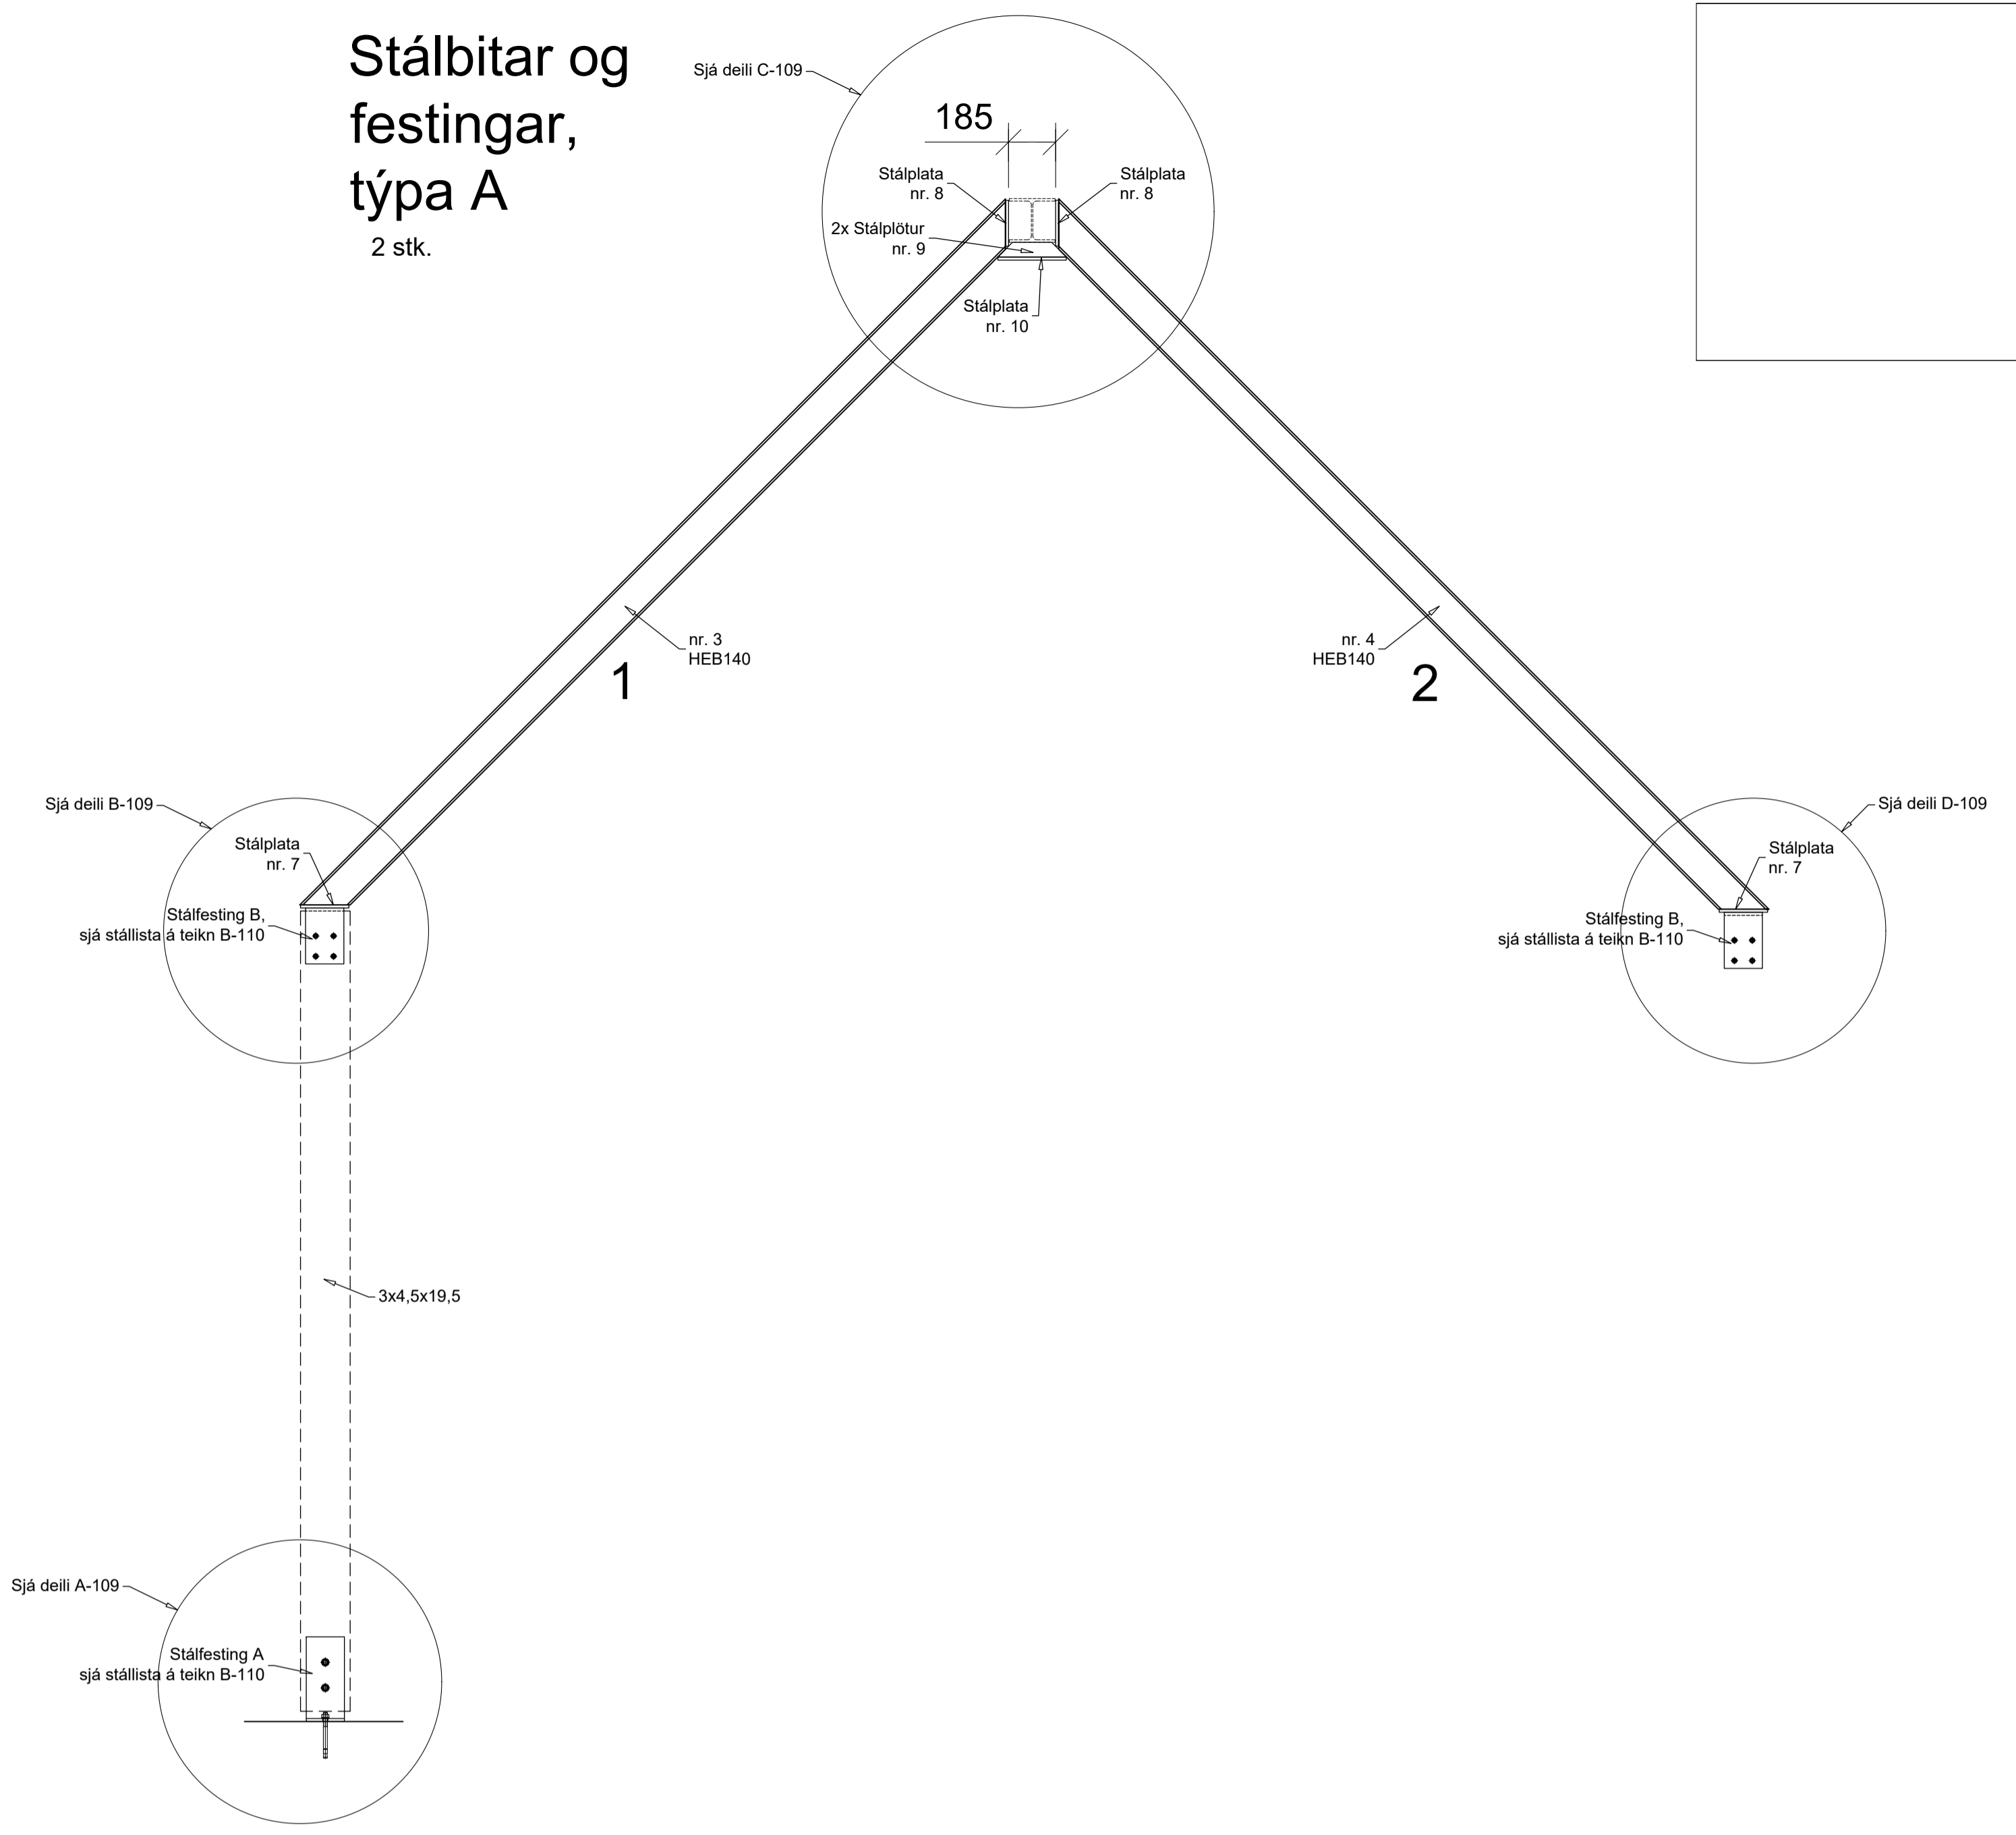 Stálbitar og
festingar,
týpa A
2 stk.
Sjá deili C-109
185
Stálplata
nr. 8
Stálplata
nr. 8
2x Stálplötur
nr. 9
Stálplata
nr. 10
nr. 3
HEB140
1
nr. 4
HEB140
2
Sjá deili B-109
Stálplata
nr. 7
Stálfesting B,
sjá stállista á teikn B-110
Sjá deili D-109
Stálplata
nr. 7
Stálfesting B,
sjá stállista á teikn B-110
3x4,5x19,5
Sjá deili A-109
Stálfesting A
sjá stállista á teikn B-110